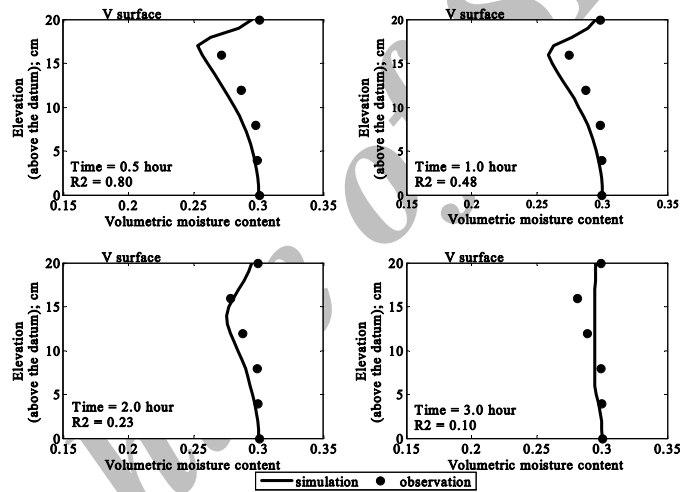 V surface
20
15
10
5
0
Elevation
(above the datum); cm
Time = 0.5 hour
R2 = 0.80
0.15 0.2 0.25 0.3 0.35
Volumetric moisture content
V surface
20
15
10
5
0
Elevation
(above the datum); cm
Time = 1.0 hour
R2 = 0.48
0.15 0.2 0.25 0.3 0.35
Volumetric moisture content
V surface
20
15
10
5
0
Elevation
(above the datum); cm
Time = 2.0 hour
R2 = 0.23
0.15 0.2 0.25 0.3 0.35
Volumetric moisture content
V surface
20
15
10
5
0
Elevation
(above the datum); cm
Time = 3.0 hour
R2 = 0.10
0.15 0.2 0.25 0.3 0.35
Volumetric moisture content
simulation observation
of